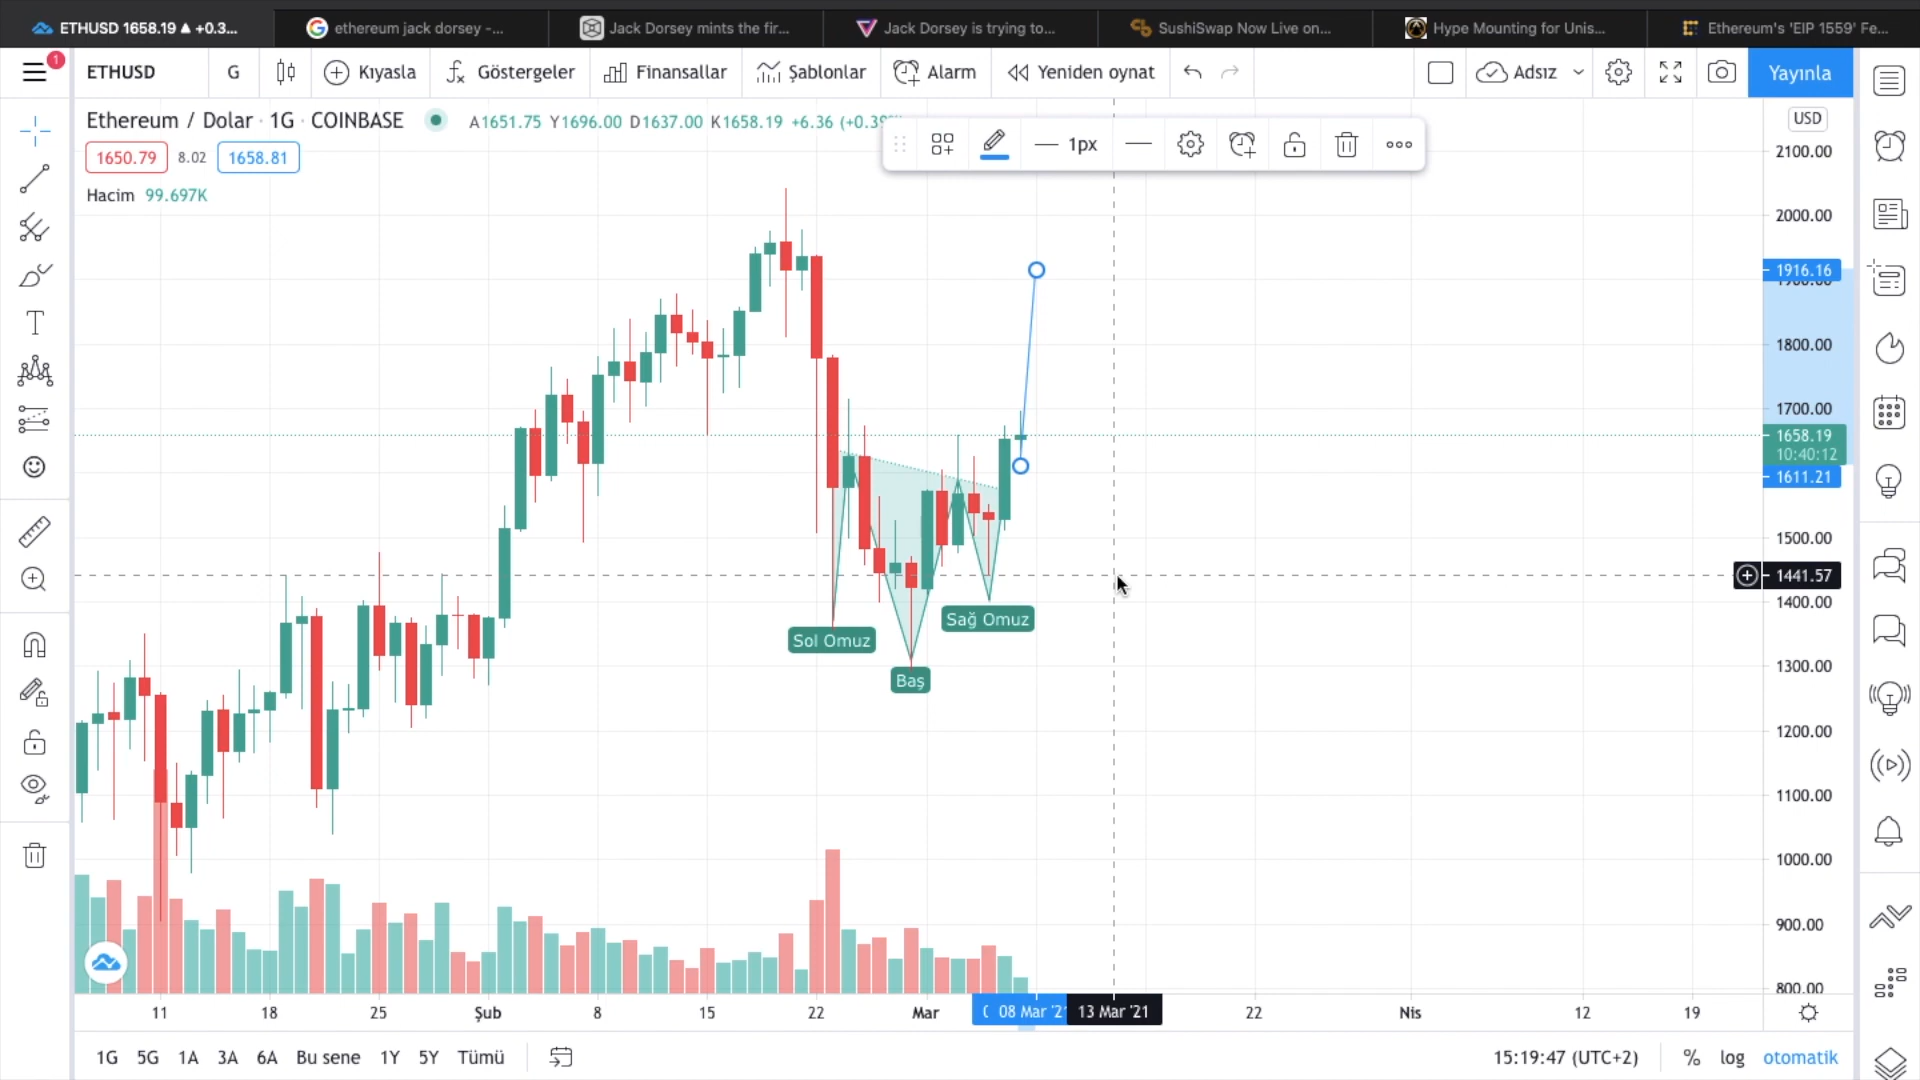 ETHUSD 1658.19 ▲ +0.3...
ethereum jack dorsey -...
Jack Dorsey mints the fir...
Jack Dorsey is trying to...
SushiSwap Now Live on...
Hype Mounting for Unis...
Ethereum's 'EIP 1559' Fe...
1
ETHUSD
G
Kıyasla
Göstergeler
Finansallar
Şablonlar
Alarm
Yeniden oynat
Adsız
Yayınla
Ethereum / Dolar · 1G · COINBASE
A1651.75 Y1696.00 D1637.00 K1658.19 +6.36
1650.79
8.02
1658.81
Hacim 99.697K
1px
USD
2100.00
2000.00
1916.16
1800.00
1700.00
1658.19
10:40:12
1611.21
1500.00
1441.57
1400.00
1300.00
1200.00
1100.00
1000.00
900.00
800.00
Sol Omuz
Baş
Sağ Omuz
11
18
25
Şub
8
15
22
Mar
08 Mar '2
13 Mar '21
22
Nis
12
19
1G
5G
1A
3A
6A
Bu sene
1Y
5Y
Tümü
15:19:47 (UTC+2)
%
log
otomatik